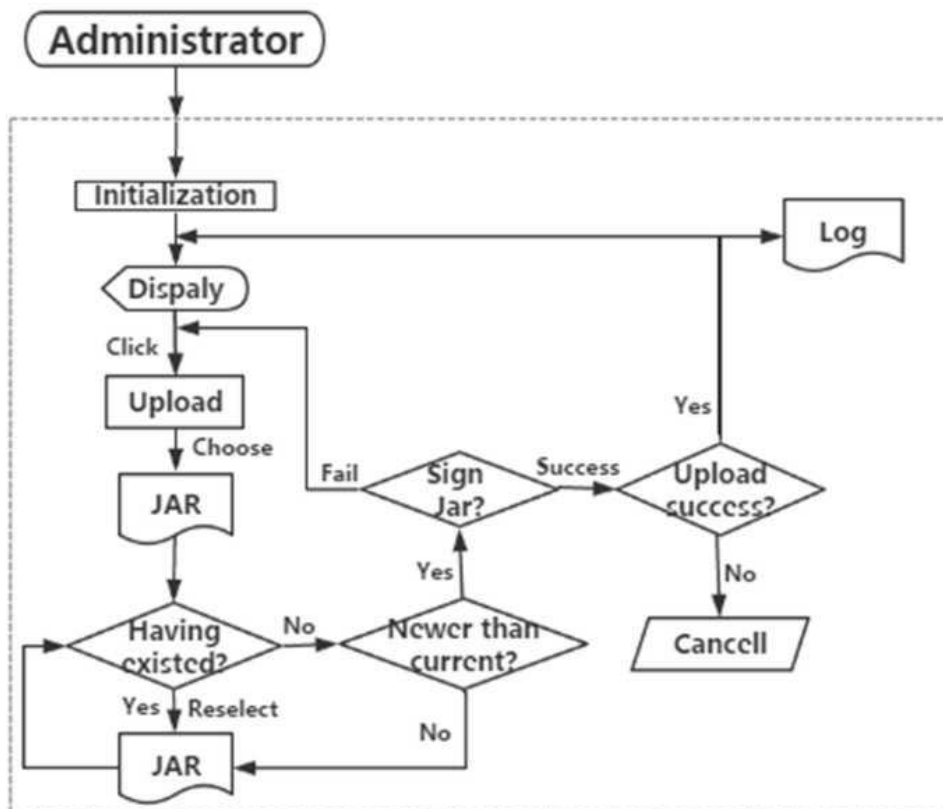 Administrator
Initialization
Log
Dispaly
Click
Upload
Yes
Choose
Fail
Sign
Jar?
Success
Upload
success?
JAR
Yes
No
Having
existed?
No
Newer than
current?
Cancell
Yes
Reselect
No
JAR